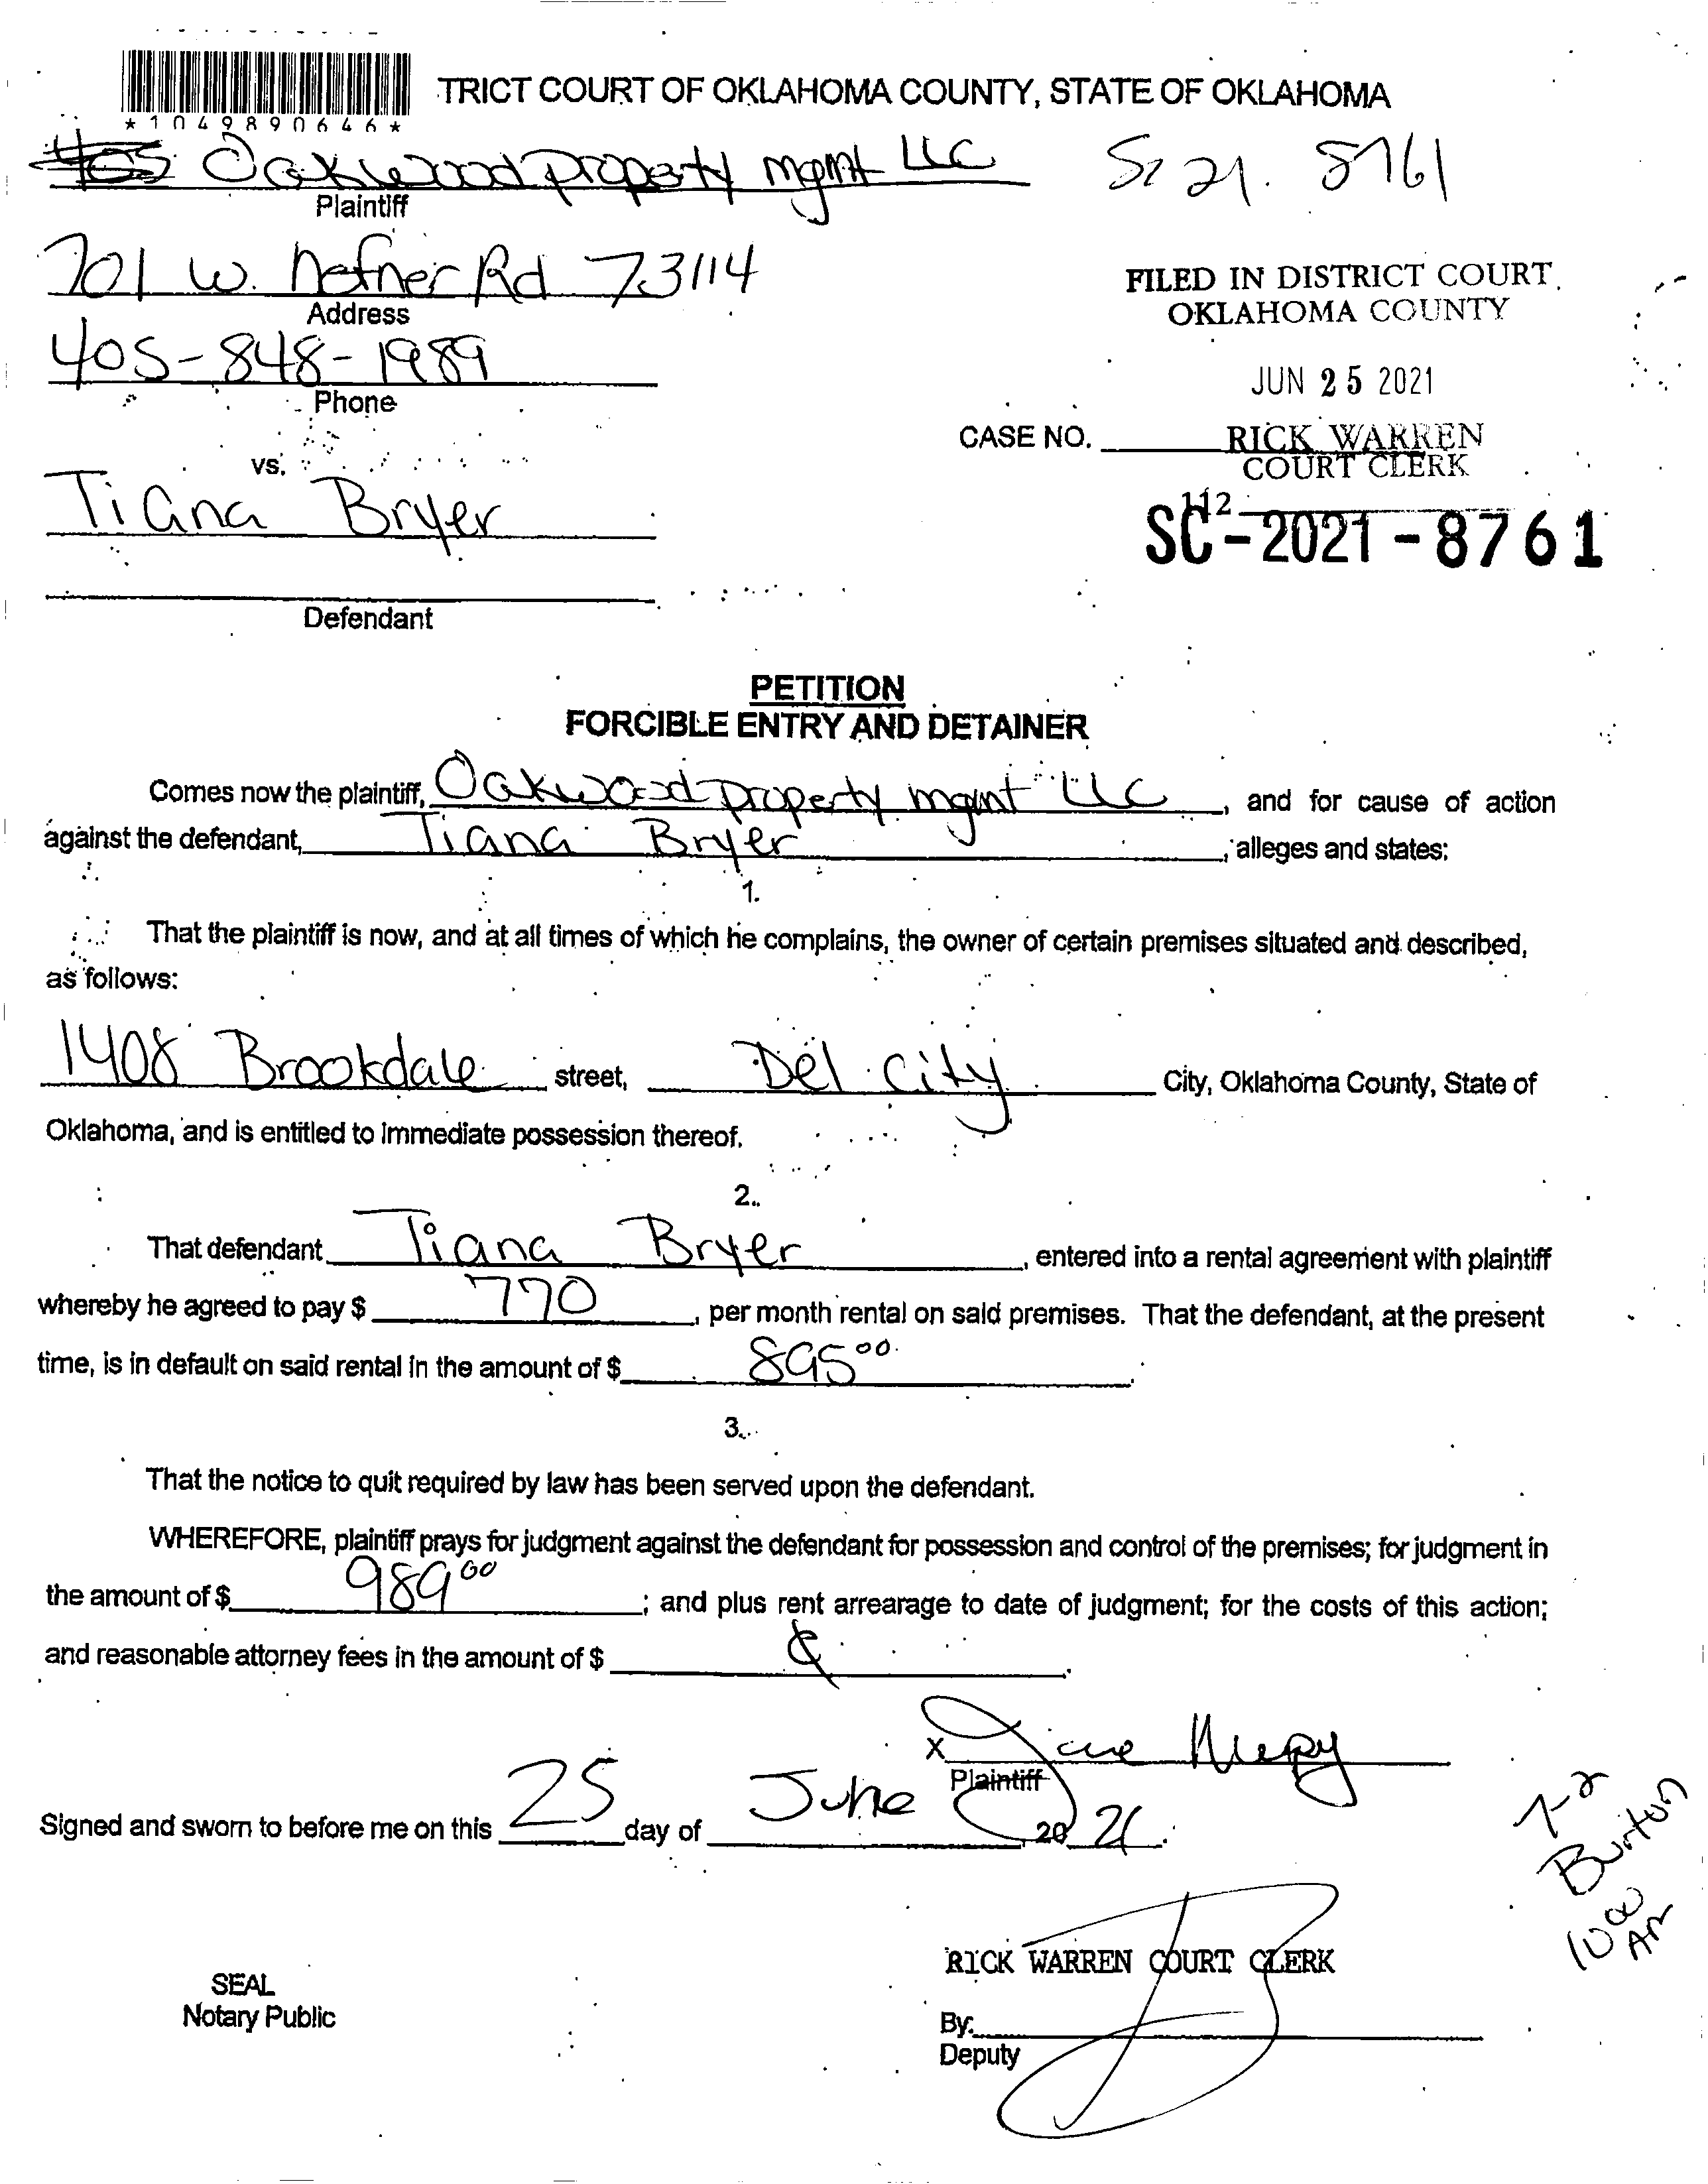 TRICT COURT OF OKLAHOMA COUNTY, STATE OF OKLAHOMA
*1049890646*
Oakwood property mgmt LLC
Sc 21. 8761
Plaintiff
701 W. Hefner Rd 73114
Address
FILED IN DISTRICT COURT
OKLAHOMA COUNTY
405-848-1989
Phone
JUN 25 2021
CASE NO. RICK WARREN
COURT CLERK
vs.
Tiana Bryer
112
SC-2021-8761
Defendant
PETITION
FORCIBLE ENTRY AND DETAINER
Comes now the plaintiff, Oakwood property mgmt LLC, and for cause of action
against the defendant, Tiana Bryer, alleges and states:
1.
That the plaintiff is now, and at all times of which he complains, the owner of certain premises situated and described,
as follows:
1408 Brookdale street, Del City City, Oklahoma County, State of
Oklahoma, and is entitled to immediate possession thereof.
2.
That defendant Tiana Bryer, entered into a rental agreement with plaintiff
whereby he agreed to pay $ 770, per month rental on said premises. That the defendant, at the present
time, is in default on said rental in the amount of $ 895 00.
3.
That the notice to quit required by law has been served upon the defendant.
WHEREFORE, plaintiff prays for judgment against the defendant for possession and control of the premises; for judgment in
the amount of $ 989 00; and plus rent arrearage to date of judgment; for the costs of this action;
and reasonable attorney fees in the amount of $
X
Plaintiff
Signed and sworn to before me on this 25 day of June, 20 21.
7-2
Burton
10 00
AM
RICK WARREN COURT CLERK
SEAL
Notary Public
By:
Deputy